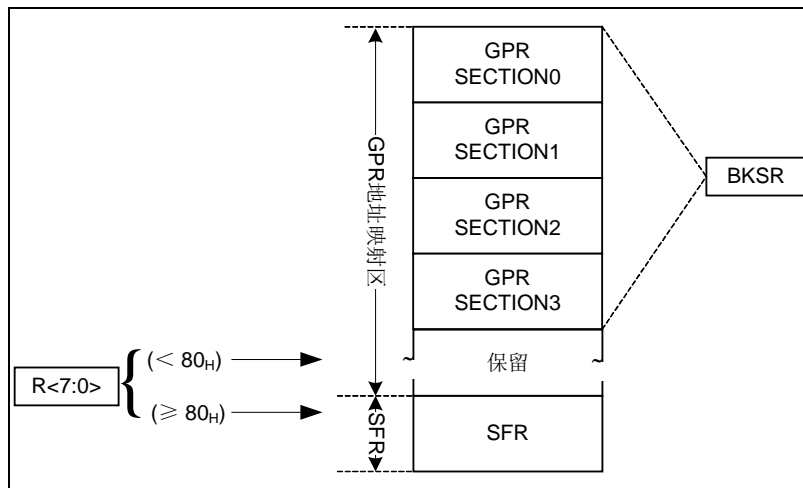 GPR
SECTION0
GPR
SECTION1
GPR
SECTION2
GPR
SECTION3
保留
SFR
GPR地址映射区
SFR
BKSR
R<7:0>
(< 80H)
(≥ 80H)
~
~